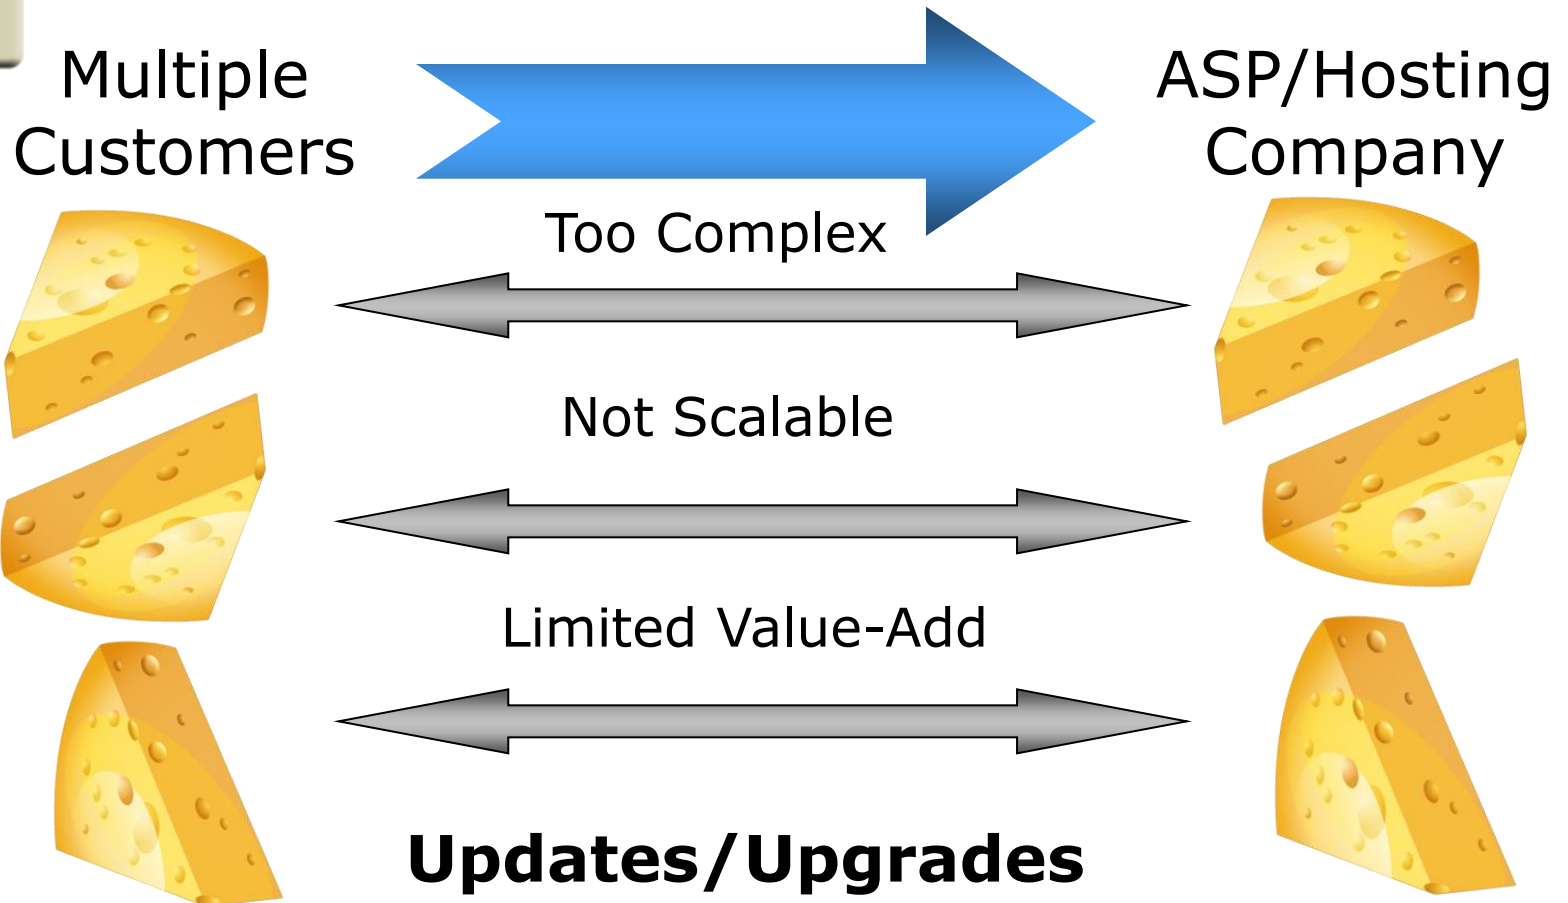 Multiple
Customers
ASP/Hosting
Company
Too Complex
Not Scalable
Limited Value-Add
Updates/Upgrades